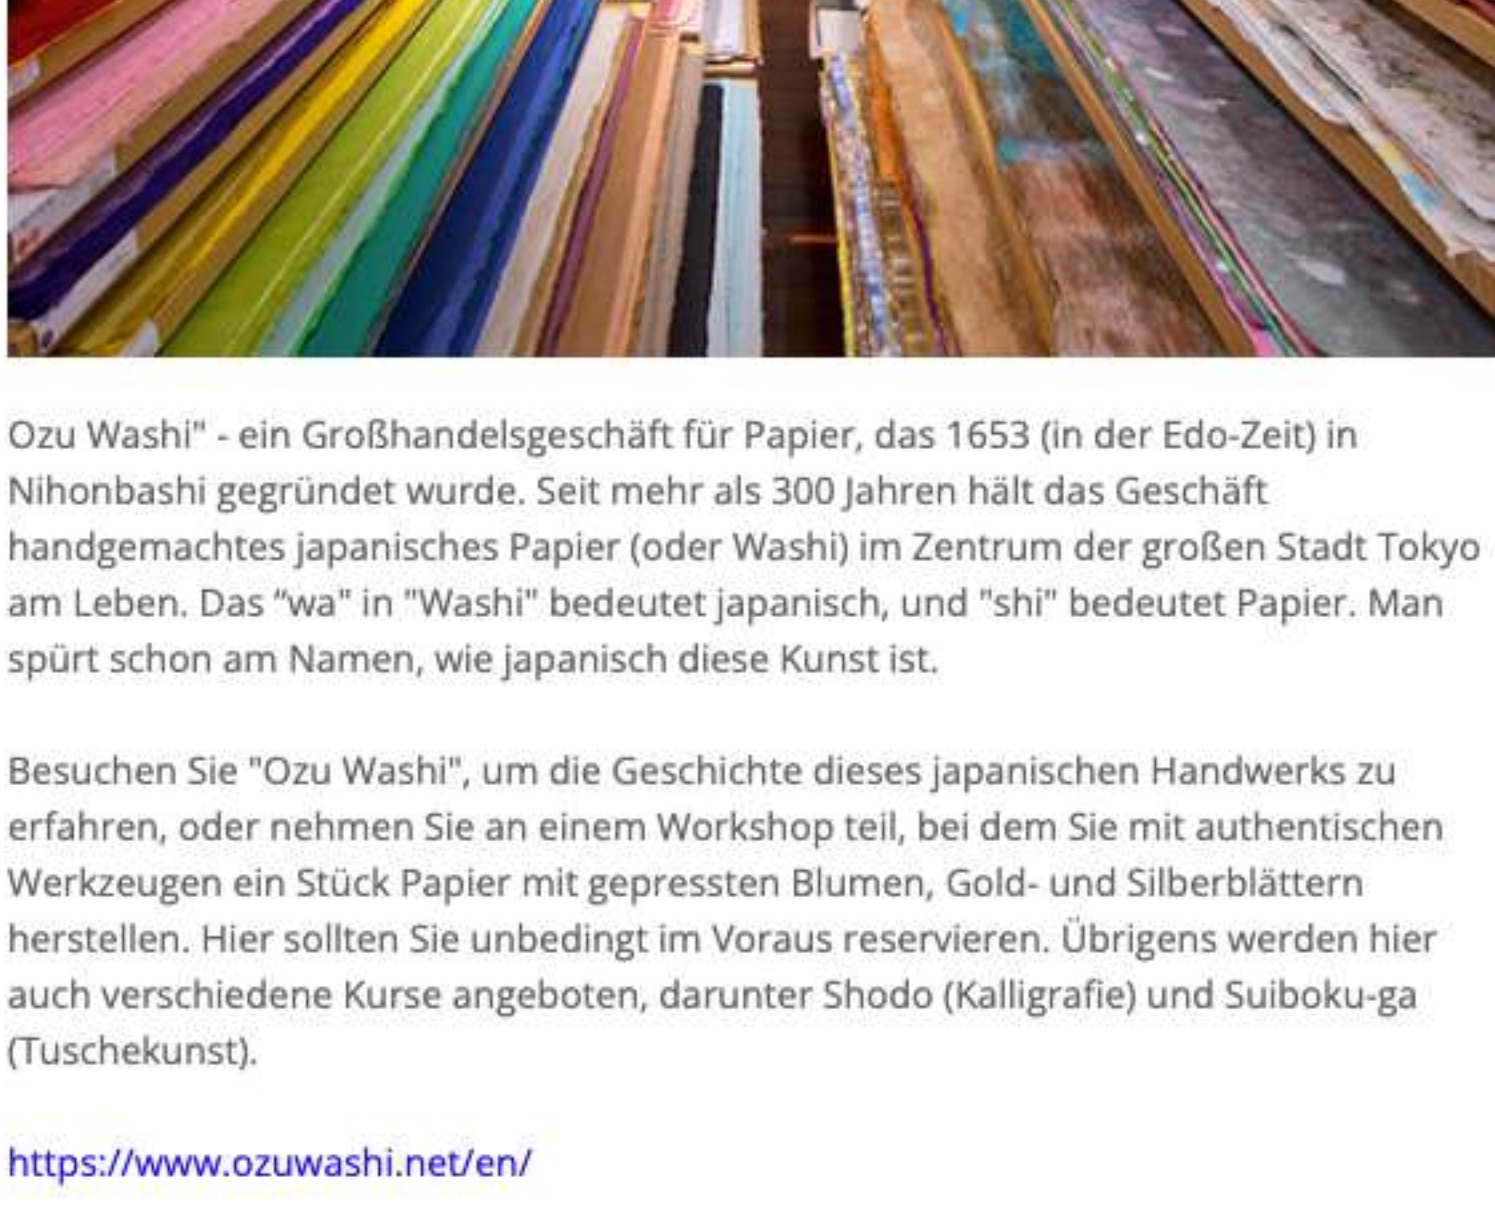 Ozu Washi" - ein Großhandelsgeschäft für Papier, das 1653 (in der Edo-Zeit) in
Nihonbashi gegründet wurde. Seit mehr als 300 Jahren hält das Geschäft
handgemachtes japanisches Papier (oder Washi) im Zentrum der großen Stadt Tokyo
am Leben. Das “wa" in "Washi" bedeutet japanisch, und "shi" bedeutet Papier. Man
spürt schon am Namen, wie japanisch diese Kunst ist.
Besuchen Sie "Ozu Washi", um die Geschichte dieses japanischen Handwerks zu
erfahren, oder nehmen Sie an einem Workshop teil, bei dem Sie mit authentischen
Werkzeugen ein Stück Papier mit gepressten Blumen, Gold- und Silberblättern
herstellen. Hier sollten Sie unbedingt im Voraus reservieren. Übrigens werden hier
auch verschiedene Kurse angeboten, darunter Shodo (Kalligrafie) und Suiboku-ga
(Tuschekunst).
https://www.ozuwashi.net/en/